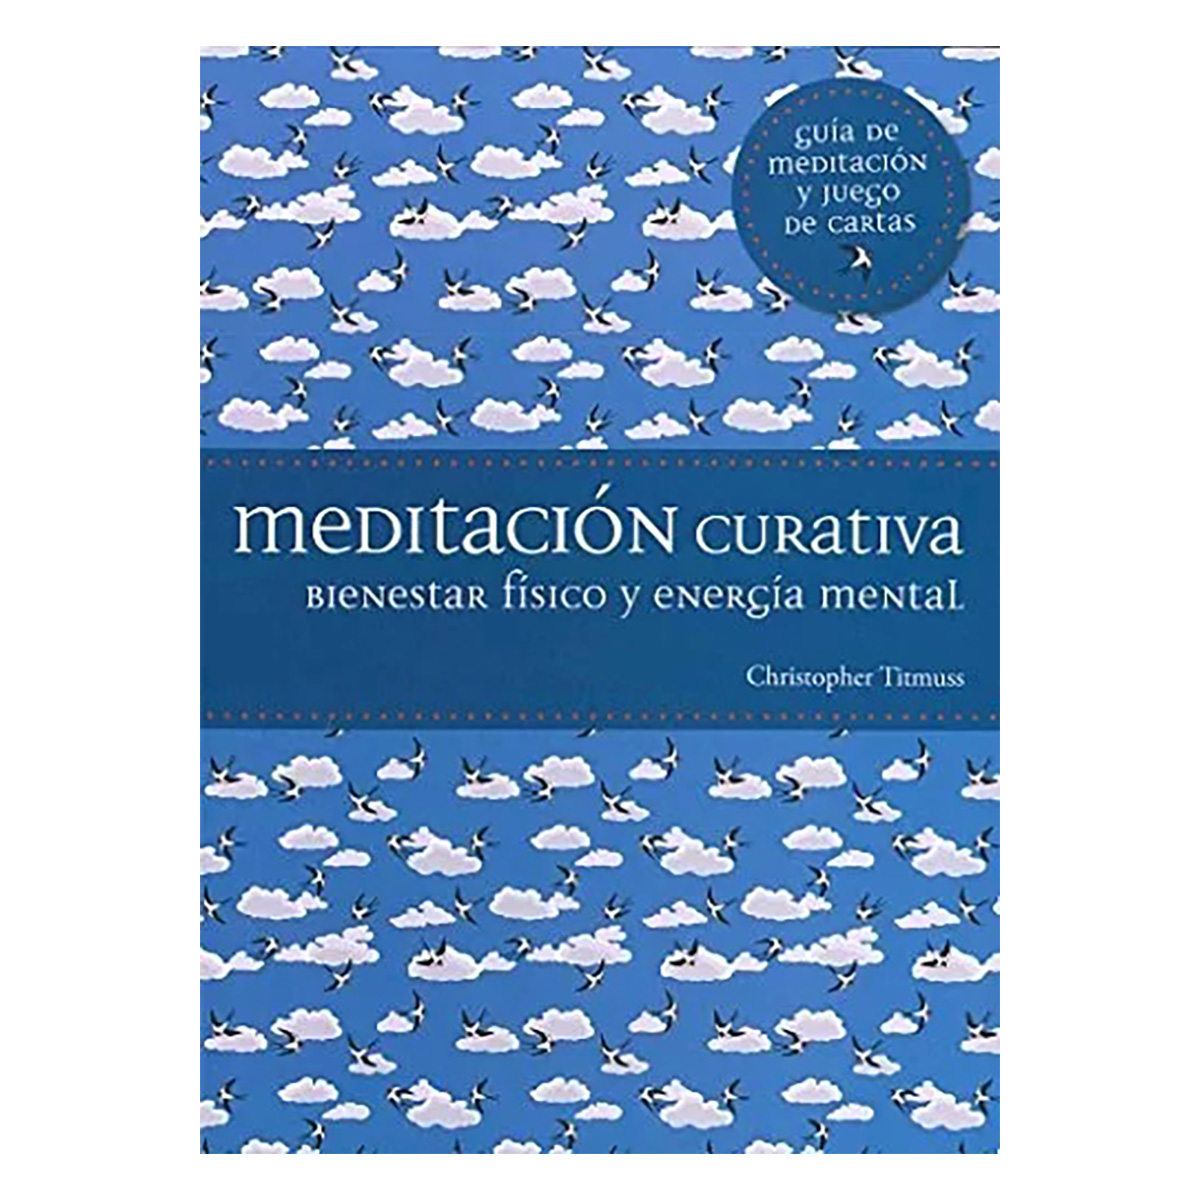 guía de
meditación
y juego
de cartas
meditación curativa
bienestar físico y energía mental
Christopher Titmuss